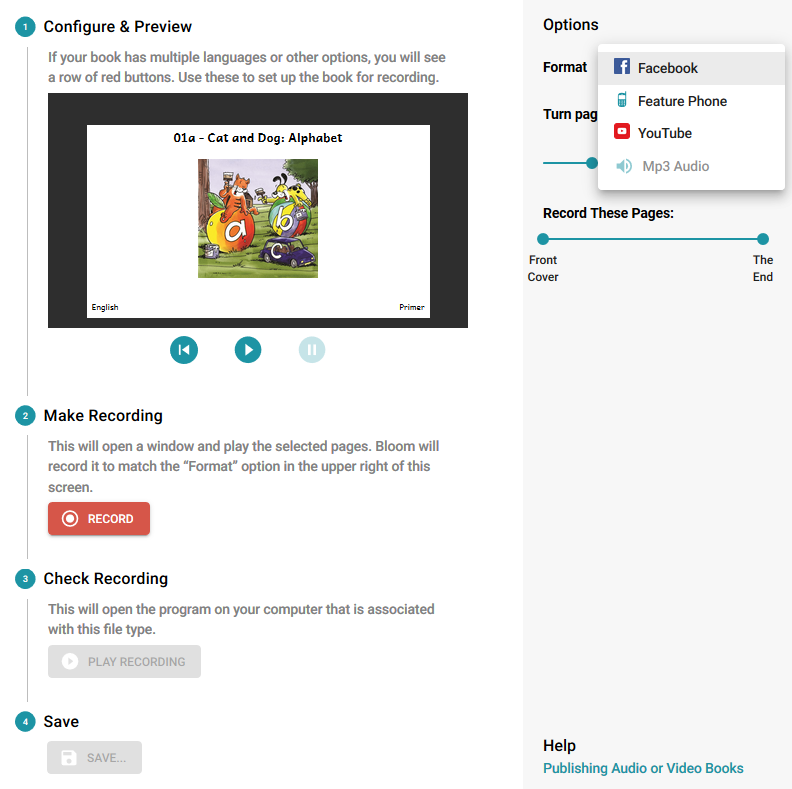 1 Configure & Preview
If your book has multiple languages or other options, you will see
a row of red buttons. Use these to set up the book for recording.
01a - Cat and Dog: Alphabet
a
b
c
English Primer
2 Make Recording
This will open a window and play the selected pages. Bloom will
record it to match the “Format” option in the upper right of this
screen.
RECORD
3 Check Recording
This will open the program on your computer that is associated
with this file type.
PLAY RECORDING
4 Save
SAVE...
Options
Format
Facebook
Feature Phone
YouTube
Mp3 Audio
Turn pag
Record These Pages:
Front The
Cover End
Help
Publishing Audio or Video Books